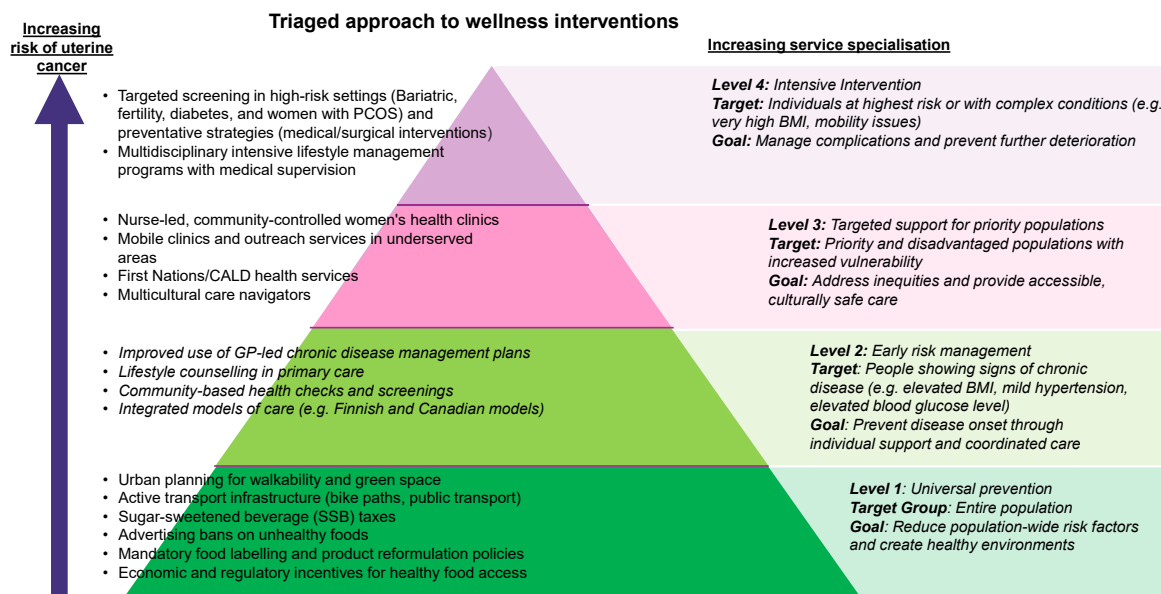 Triaged approach to wellness interventions
Increasing
risk of uterine
cancer
Increasing service specialisation
• Targeted screening in high-risk settings (Bariatric,
fertility, diabetes, and women with PCOS) and
preventative strategies (medical/surgical interventions)
• Multidisciplinary intensive lifestyle management
programs with medical supervision
Level 4: Intensive Intervention
Target: Individuals at highest risk or with complex conditions (e.g.
very high BMI, mobility issues)
Goal: Manage complications and prevent further deterioration
• Nurse-led, community-controlled women's health clinics
• Mobile clinics and outreach services in underserved
areas
• First Nations/CALD health services
• Multicultural care navigators
Level 3: Targeted support for priority populations
Target: Priority and disadvantaged populations with
increased vulnerability
Goal: Address inequities and provide accessible,
culturally safe care
• Improved use of GP-led chronic disease management plans
• Lifestyle counselling in primary care
• Community-based health checks and screenings
• Integrated models of care (e.g. Finnish and Canadian models)
Level 2: Early risk management
Target: People showing signs of chronic
disease (e.g. elevated BMI, mild hypertension,
elevated blood glucose level)
Goal: Prevent disease onset through
individual support and coordinated care
• Urban planning for walkability and green space
• Active transport infrastructure (bike paths, public transport)
• Sugar-sweetened beverage (SSB) taxes
• Advertising bans on unhealthy foods
• Mandatory food labelling and product reformulation policies
• Economic and regulatory incentives for healthy food access
Level 1: Universal prevention
Target Group: Entire population
Goal: Reduce population-wide risk factors
and create healthy environments